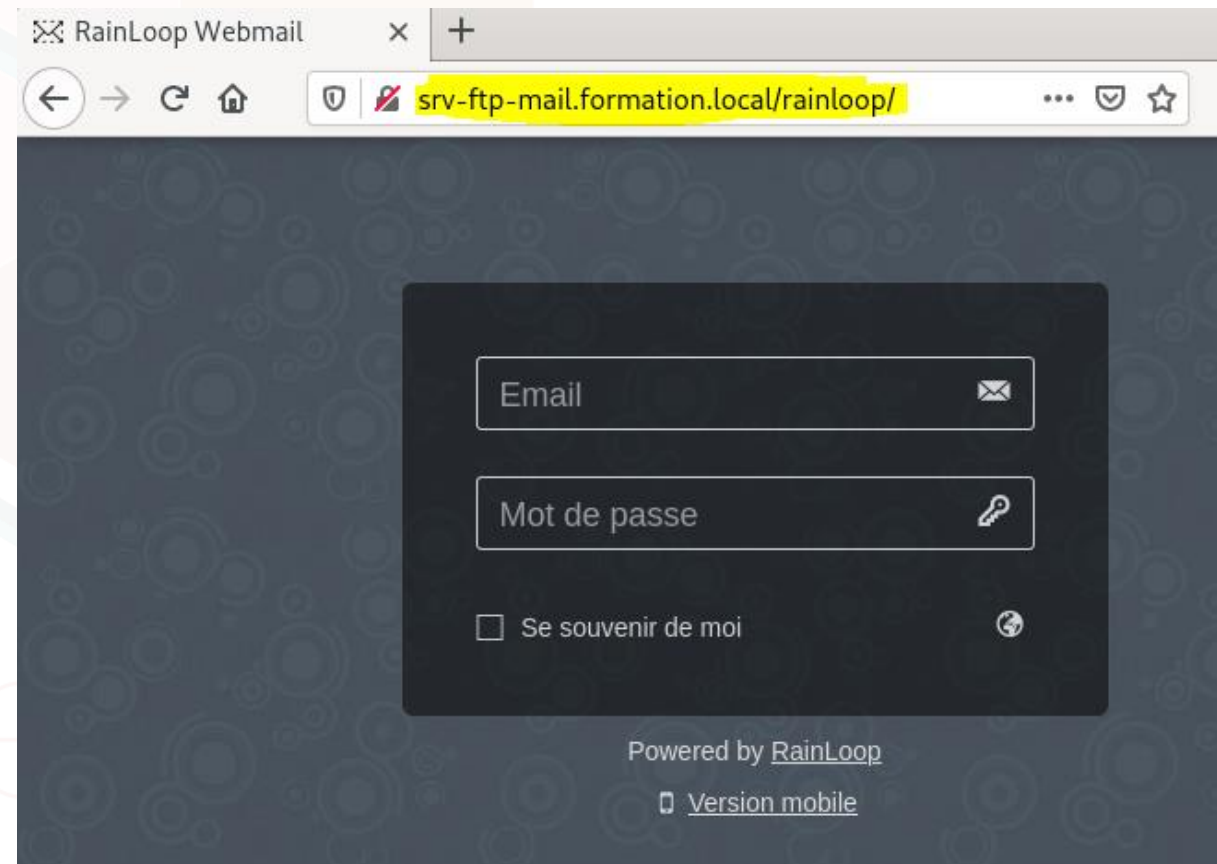 RainLoop Webmail
srv-ftp-mail.formation.local/rainloop/
Email
Mot de passe
Se souvenir de moi
Powered by RainLoop
Version mobile